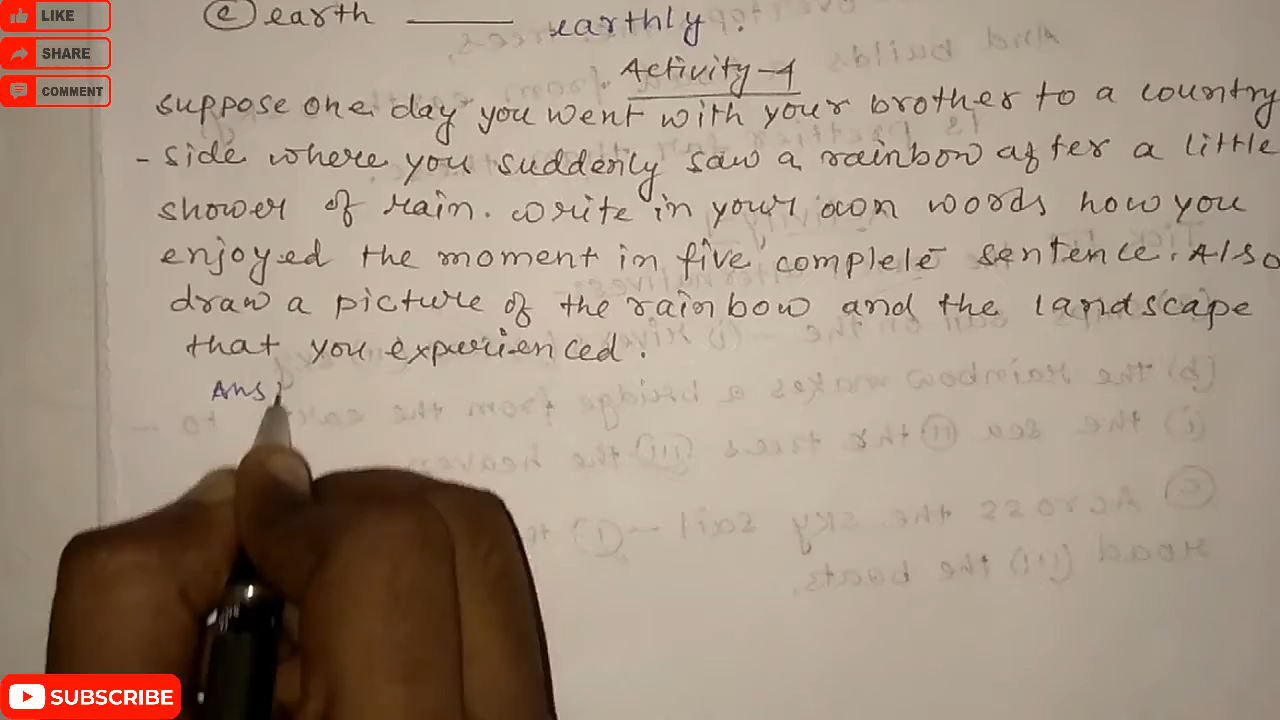 LIKE
SHARE
COMMENT
(e) earth ______ earthly.
Activity-4
suppose one day you went with your brother to a country
- side where you suddenly saw a rainbow after a little
shower of rain. Write in your own words how you
enjoyed the moment in five complete sentence. Also
draw a picture of the rainbow and the landscape
that you experienced.
Ans
SUBSCRIBE